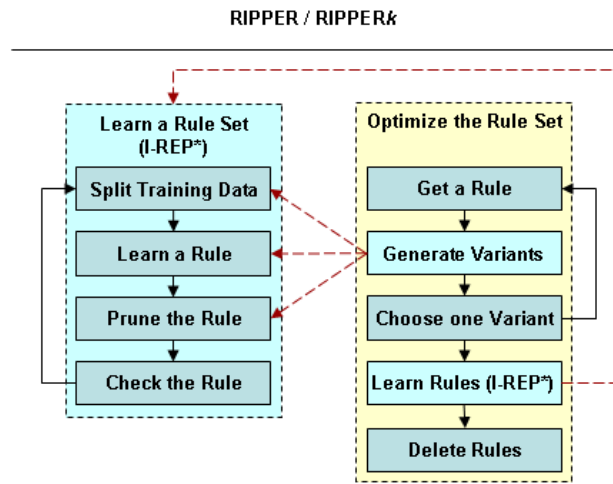 RIPPER / RIPPERk
Learn a Rule Set
(I-REP*)
Split Training Data
Learn a Rule
Prune the Rule
Check the Rule
Optimize the Rule Set
Get a Rule
Generate Variants
Choose one Variant
Learn Rules (I-REP*)
Delete Rules